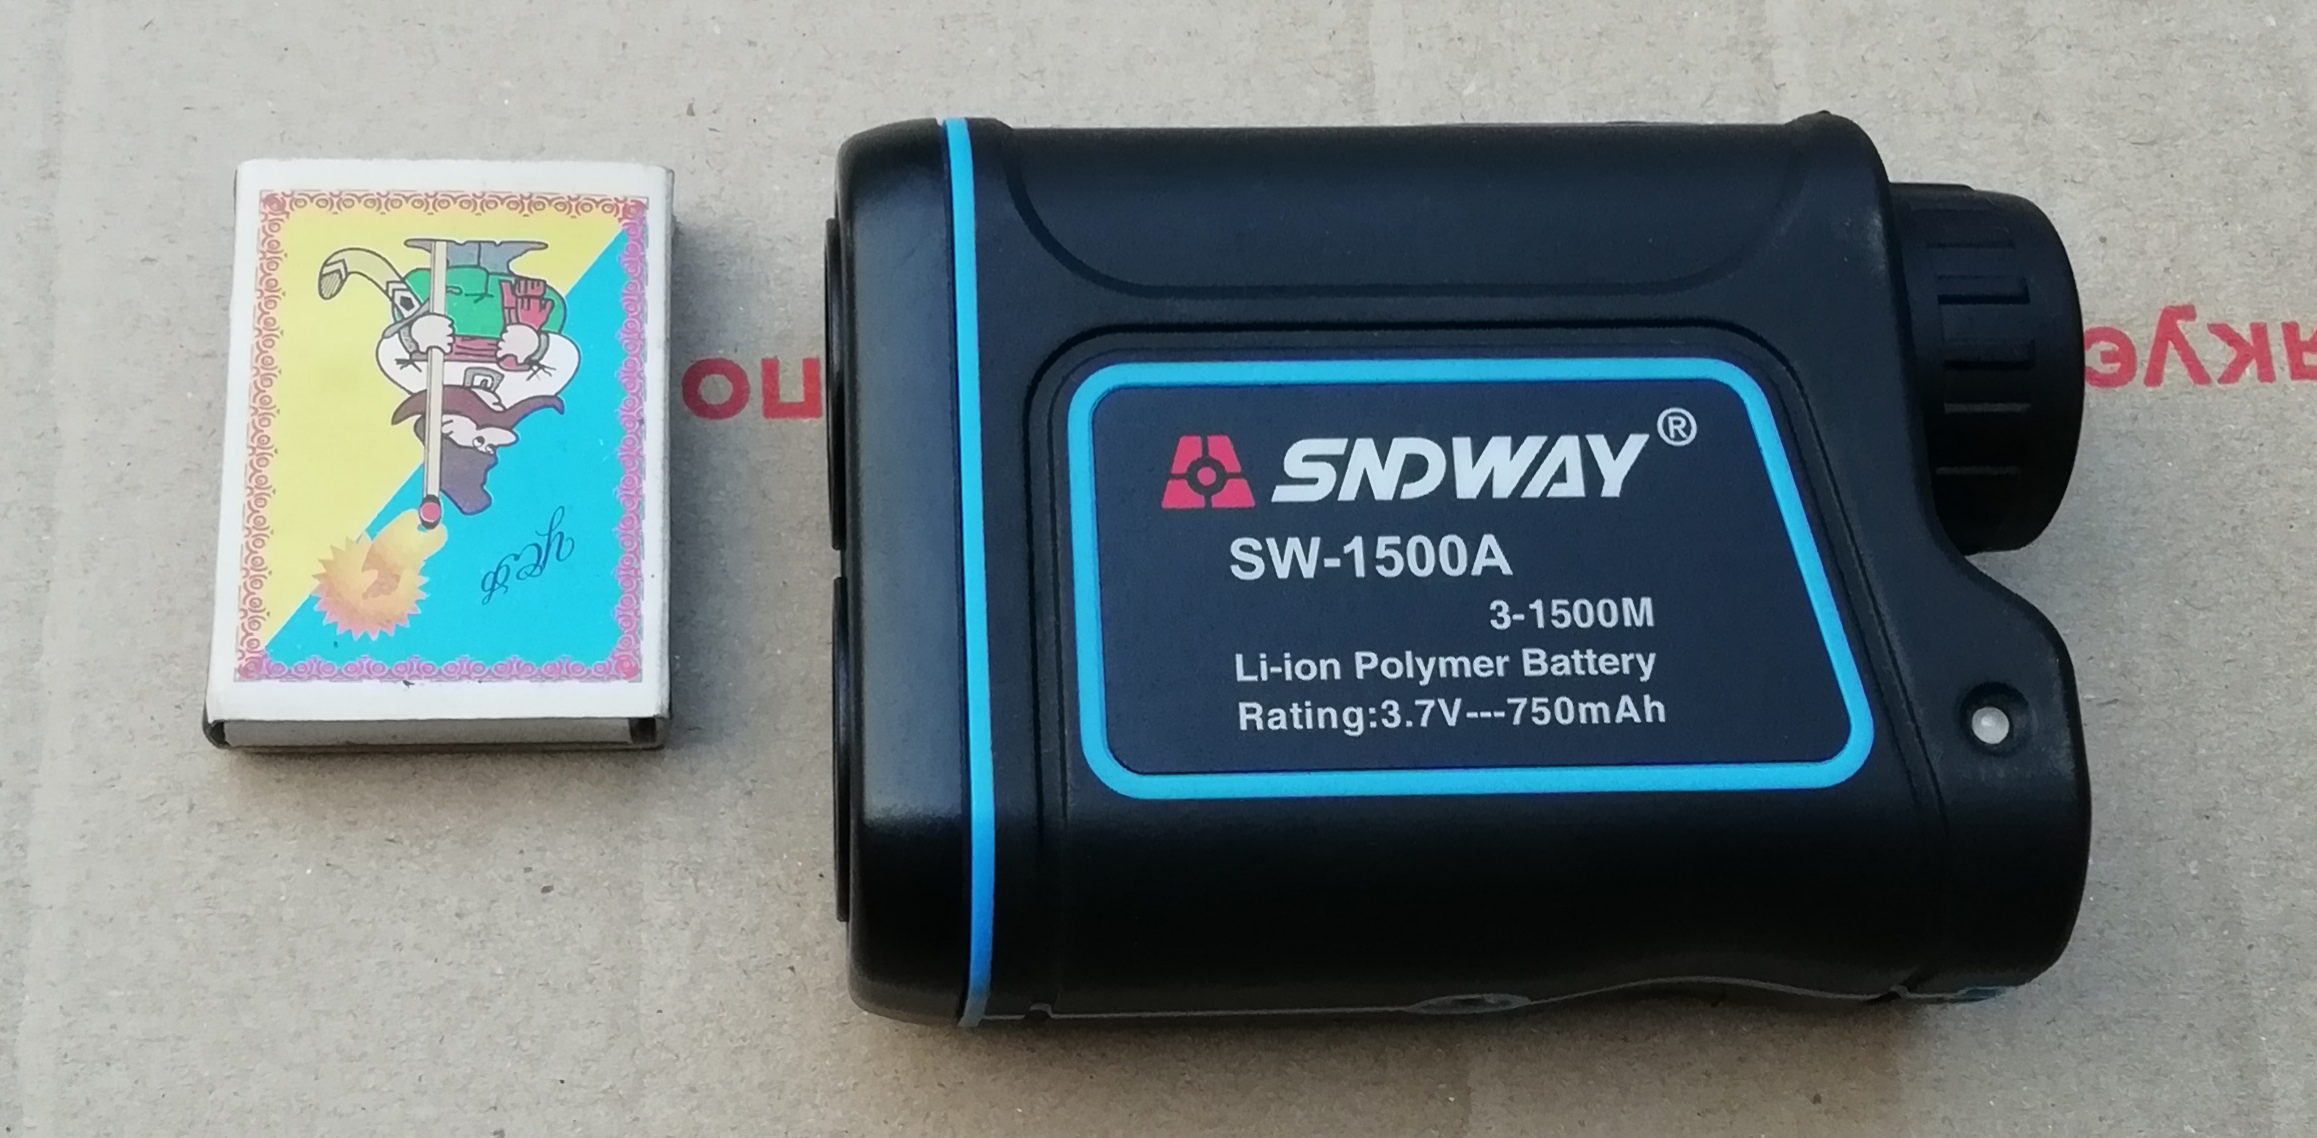 SNDWAY®
SW-1500A
3-1500M
Li-ion Polymer Battery
Rating:3.7V---750mAh